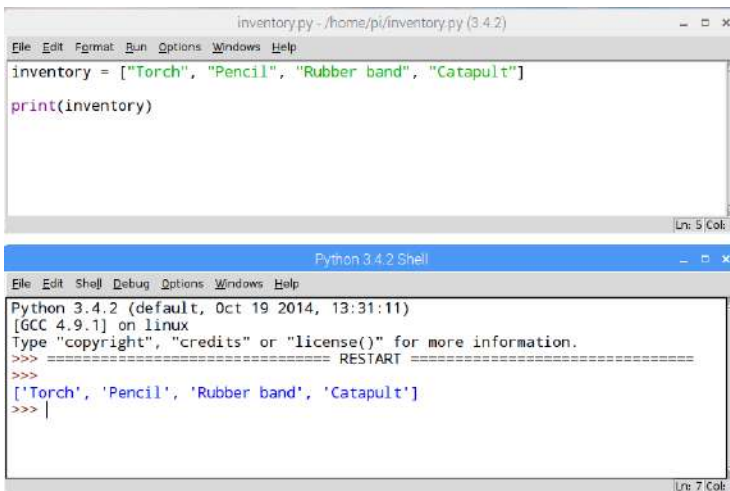 inventory.py - /home/pi/inventory.py (3.4.2)
File Edit Format Run Options Windows Help
inventory = ["Torch", "Pencil", "Rubber band", "Catapult"]
print(inventory)
Ln: 5 Col:
Python 3.4.2 Shell
File Edit Shell Debug Options Windows Help
Python 3.4.2 (default, Oct 19 2014, 13:31:11)
[GCC 4.9.1] on linux
Type "copyright", "credits" or "license()" for more information.
>>> ================================ RESTART ================================
>>>
['Torch', 'Pencil', 'Rubber band', 'Catapult']
>>>
Ln: 7 Col: